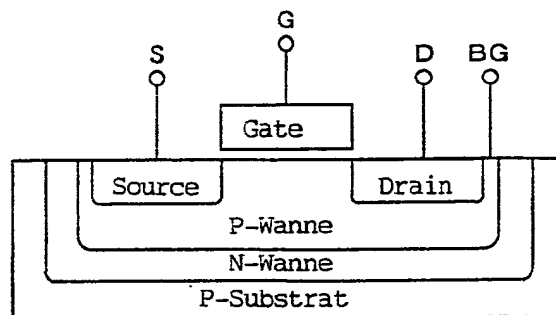 G
S D BG
Gate
Source Drain
P-Wanne
N-Wanne
P-Substrat